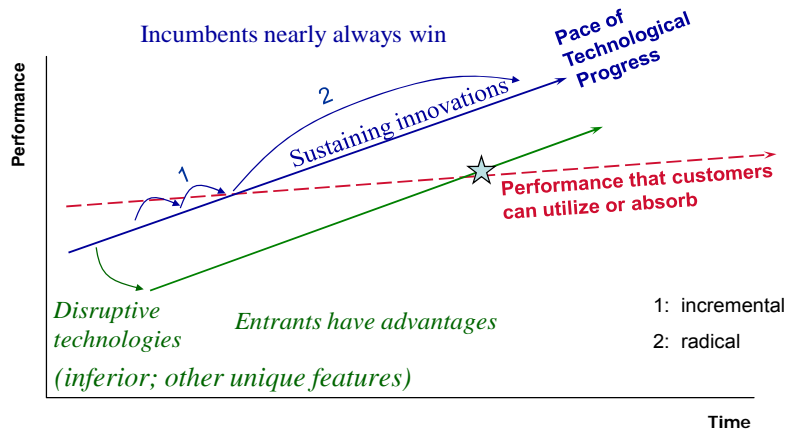 Incumbents nearly always win
Pace of
Technological
Progress
Performance
2
Sustaining innovations
1
Performance that customers
can utilize or absorb
Disruptive
technologies
Entrants have advantages
(inferior; other unique features)
1: incremental
2: radical
Time